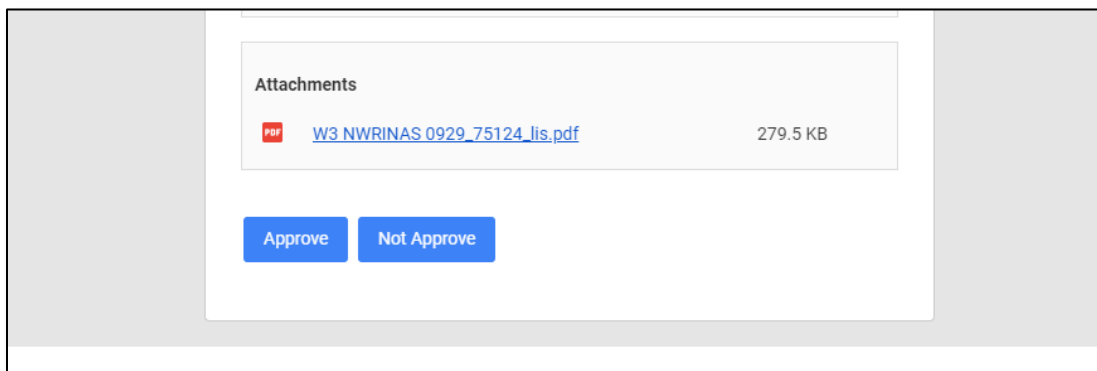 Attachments
PDF W3 NWRINAS 0929_75124_lis.pdf 279.5 KB
Approve Not Approve